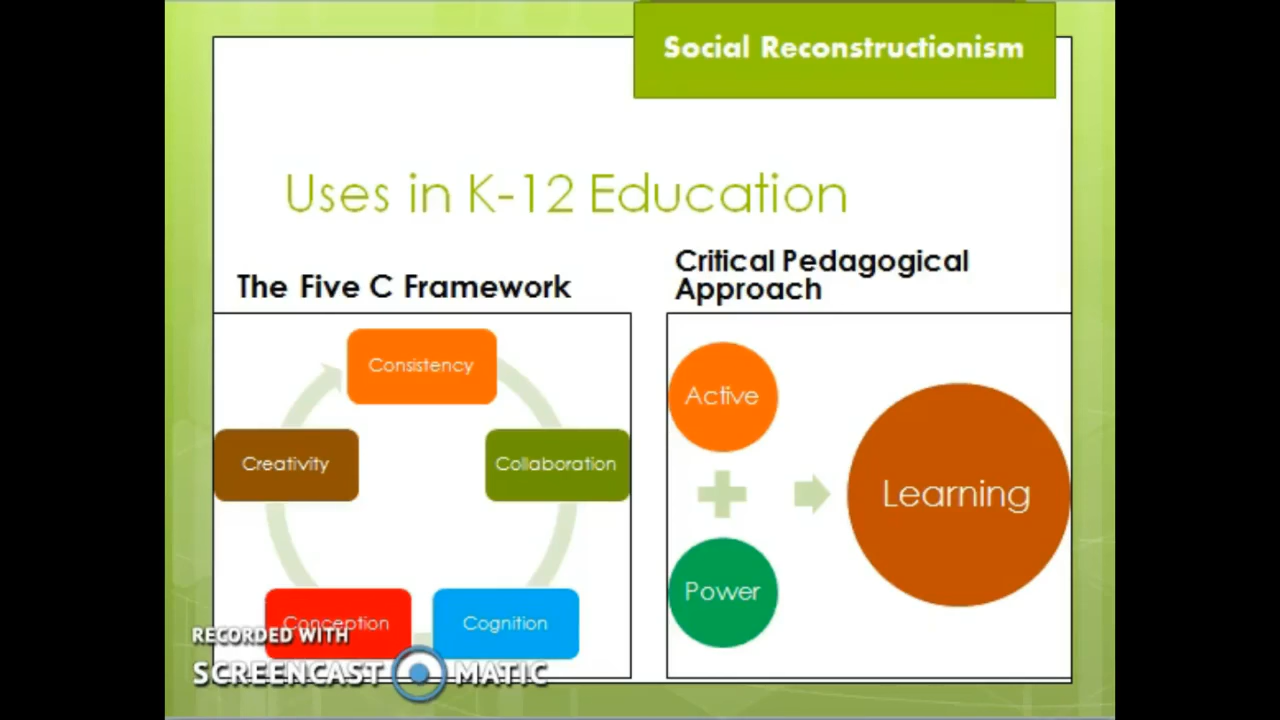 Social Reconstructionism
Uses in K-12 Education
The Five C Framework
Consistency
Collaboration
Cognition
Conception
Creativity
Critical Pedagogical
Approach
Active
Power
Learning
RECORDED WITH
SCREENCAST MATIC